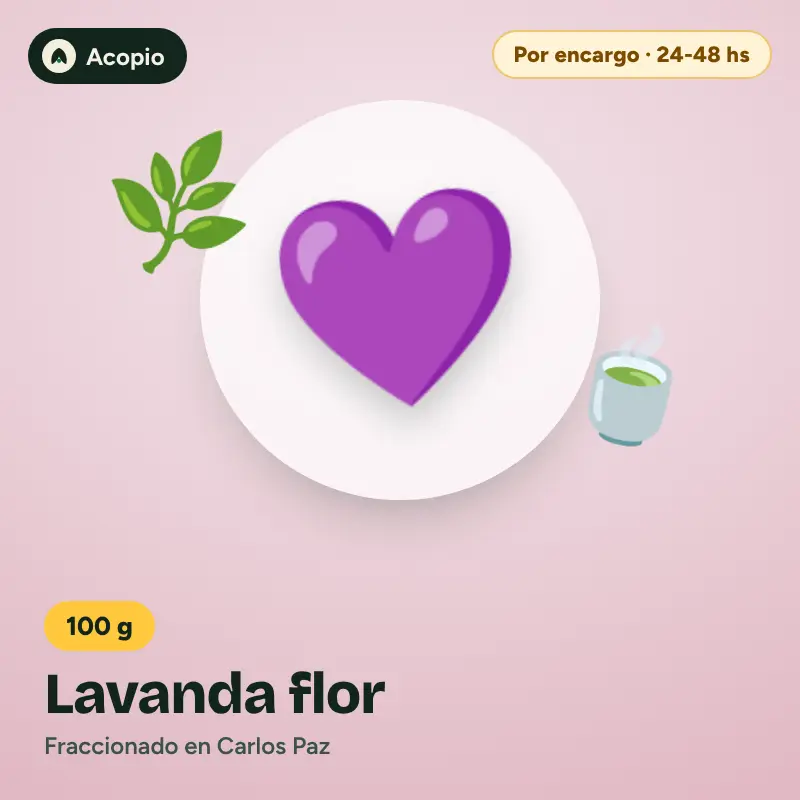 Acopio
Por encargo · 24-48 hs
100 g
Lavanda flor
Fraccionado en Carlos Paz